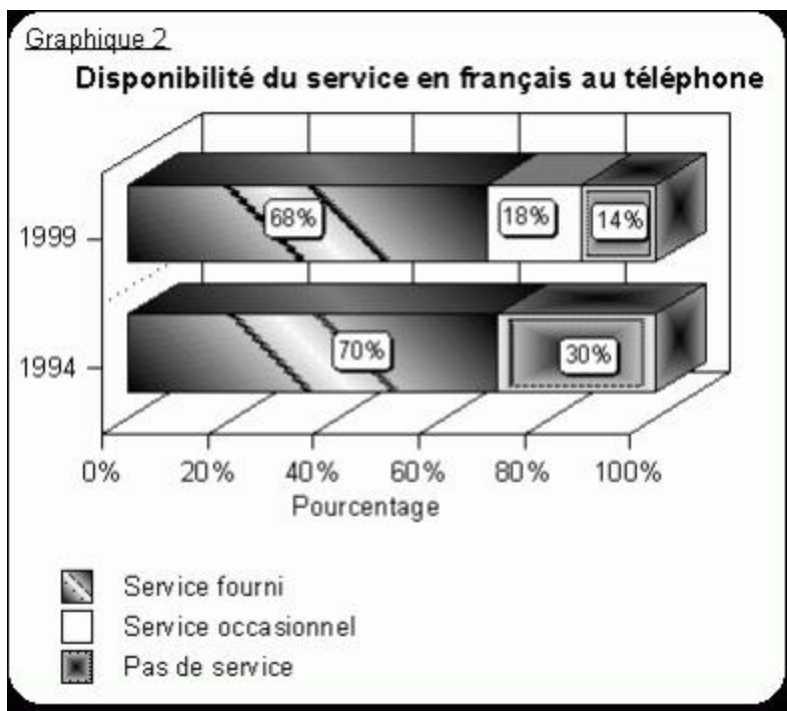 Graphique 2
Disponibilité du service en français au téléphone
1999
68%
18%
14%
1994
70%
30%
0%
20%
40%
60%
80%
100%
Pourcentage
Service fourni
Service occasionnel
Pas de service